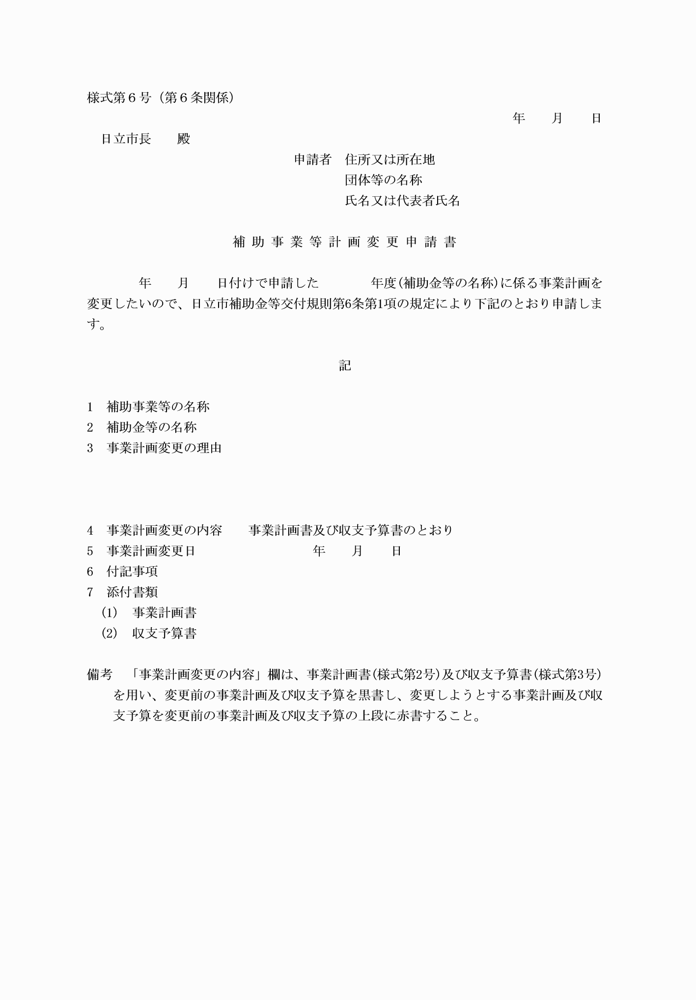 様式第６号（第６条関係）
年　　月　　日
日立市長　　殿
申請者　住所又は所在地
団体等の名称
氏名又は代表者氏名
補助事業等計画変更申請書
年　　月　　日付けで申請した　　　　年度(補助金等の名称)に係る事業計画を
変更したいので、日立市補助金等交付規則第6条第1項の規定により下記のとおり申請しま
す。
記
1　補助事業等の名称
2　補助金等の名称
3　事業計画変更の理由
4　事業計画変更の内容　　事業計画書及び収支予算書のとおり
5　事業計画変更日　　　　　　　　　年　　月　　日
6　付記事項
7　添付書類
(1)　事業計画書
(2)　収支予算書
備考　「事業計画変更の内容」欄は、事業計画書(様式第2号)及び収支予算書(様式第3号)
を用い、変更前の事業計画及び収支予算を黒書し、変更しようとする事業計画及び収
支予算を変更前の事業計画及び収支予算の上段に赤書すること。